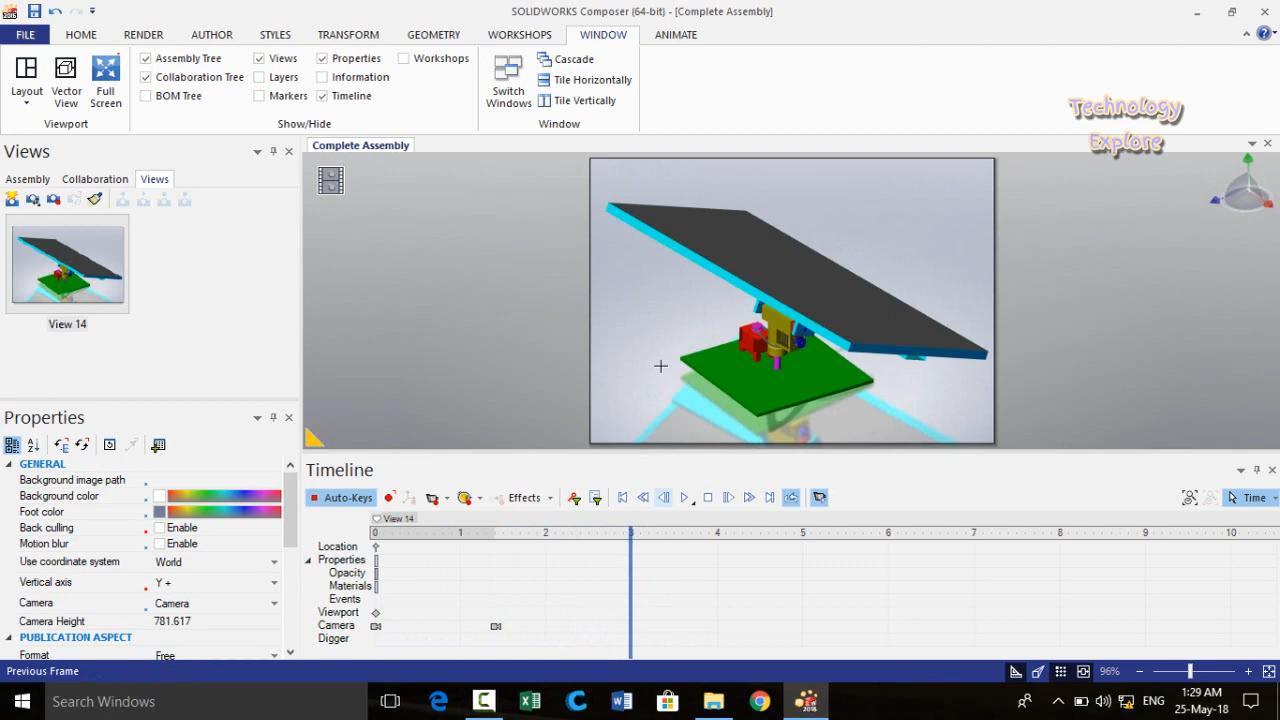 SOLIDWORKS Composer (64-bit) - [Complete Assembly]
FILE HOME RENDER AUTHOR STYLES TRANSFORM GEOMETRY WORKSHOPS WINDOW ANIMATE
Layout
Vector View
Full Screen
Viewport
Assembly Tree
Collaboration Tree
BOM Tree
Views
Layers
Markers
Properties
Information
Timeline
Workshops
Show/Hide
Switch Windows
Cascade
Tile Horizontally
Tile Vertically
Window
Technology
Explore
Views
Assembly Collaboration Views
View 14
Complete Assembly
Properties
GENERAL
Background image path
Background color
Foot color
Back culling Enable
Motion blur Enable
Use coordinate system World
Vertical axis Y +
Camera Camera
Camera Height 781.617
PUBLICATION ASPECT
Format Free
Timeline
Auto-Keys Effects Time
View 14
0 1 2 3 4 5 6 7 8 9 10
Location
Properties
Opacity
Materials
Events
Viewport
Camera
Digger
Previous Frame 96%
Search Windows
ENG
1:29 AM
25-May-18